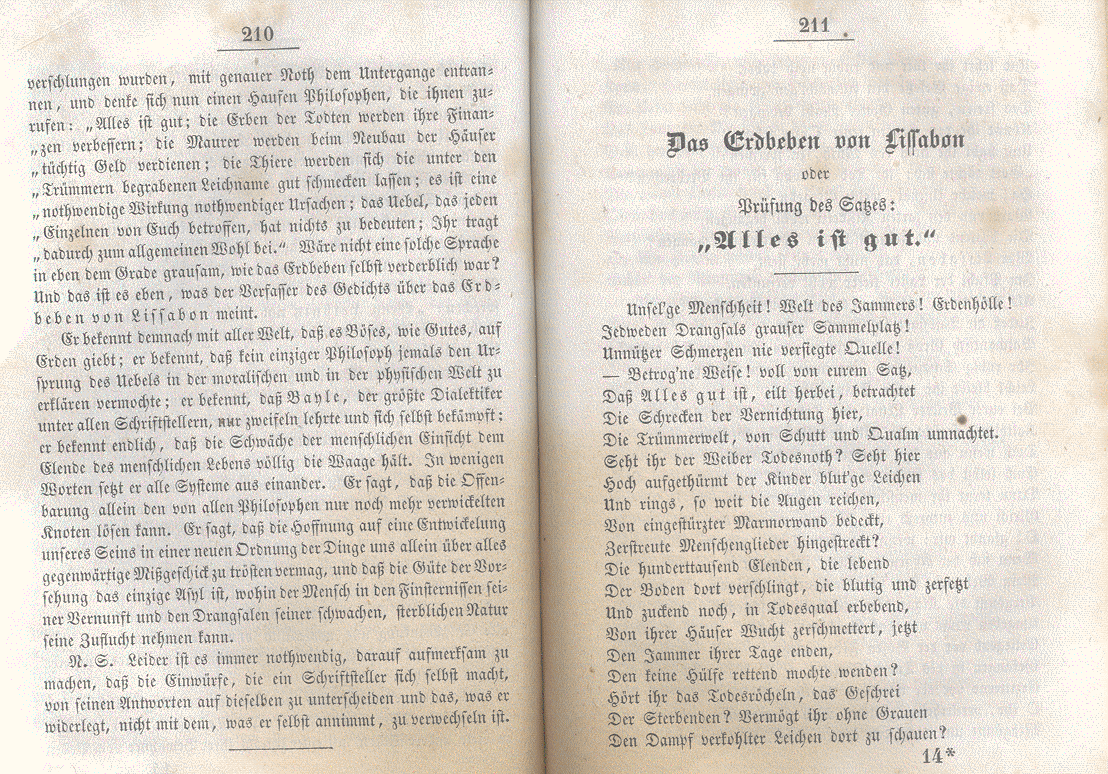 210
verschlungen wurden, mit genauer Noth dem Untergange entran-
nen, und denke sich nun einen Haufen Philosophen, die ihnen zu-
rufen: „Alles ist gut; die Erben der Todten werden ihre Finan-
„zen verbessern; die Maurer werden beim Neubau der Häuser
„tüchtig Geld verdienen; die Thiere werden sich die unter den
„Trümmern begrabenen Leichname gut schmecken lassen; es ist eine
„nothwendige Wirkung nothwendiger Ursachen; das Uebel, das jeden
„Einzelnen von Euch betroffen, hat nichts zu bedeuten; Ihr tragt
„dadurch zum allgemeinen Wohl bei.“ Wäre nicht eine solche Sprache
in eben dem Grade grausam, wie das Erdbeben selbst verderblich war?
Und das ist es eben, was der Verfasser des Gedichts über das Erd-
beben von Lissabon meint.
Er bekennt demnach mit aller Welt, daß es Böses, wie Gutes, auf
Erden giebt; er bekennt, daß kein einziger Philosoph jemals den Ur-
sprung des Uebels in der moralischen und in der physischen Welt zu
erklären vermochte; er bekennt, daß Bayle, der größte Dialektiker
unter allen Schriftstellern, nur zweifeln lehrte und sich selbst bekämpft;
er bekennt endlich, daß die Schwäche der menschlichen Einsicht dem
Elende des menschlichen Lebens völlig die Waage hält. In wenigen
Worten setzt er alle Systeme aus einander. Er sagt, daß die Offen-
barung allein den von allen Philosophen nur noch mehr verwickelten
Knoten lösen kann. Er sagt, daß die Hoffnung auf eine Entwickelung
unseres Seins in einer neuen Ordnung der Dinge uns allein über alles
gegenwärtige Mißgeschick zu trösten vermag, und daß die Güte der Vor-
sehung das einzige Asyl ist, wohin der Mensch in den Finsternissen sei-
ner Vernunft und den Drangsalen seiner schwachen, sterblichen Natur
seine Zuflucht nehmen kann.
N. S. Leider ist es immer nothwendig, darauf aufmerksam zu
machen, daß die Einwürfe, die ein Schriftsteller sich selbst macht,
von seinen Antworten auf dieselben zu unterscheiden und das, was er
widerlegt, nicht mit dem, was er selbst annimmt, zu verwechseln ist.
211
Das Erdbeben von Lissabon
oder
Prüfung des Satzes:
„Alles ist gut.“
Unsel'ge Menschheit! Welt des Jammers! Erdenhölle!
Jedweden Drangsals grauser Sammelplatz!
Unnützer Schmerzen nie versiegte Quelle!
— Betrog'ne Weise! voll von eurem Satz,
Daß Alles gut ist, eilt herbei, betrachtet
Die Schrecken der Vernichtung hier,
Die Trümmerwelt, von Schutt und Qualm umnachtet.
Seht ihr der Weiber Todesnoth? Seht hier
Hoch aufgethürmt der Kinder blut'ge Leichen
Und rings, so weit die Augen reichen,
Von eingestürzter Marmorwand bedeckt,
Zerstreute Menschenglieder hingestreckt?
Die hunderttausend Elenden, die lebend
Der Boden dort verschlingt, die blutig und zerfetzt
Und zuckend noch, in Todesqual erbebend,
Von ihrer Häuser Wucht zerschmettert, jetzt
Den Jammer ihrer Tage enden,
Den keine Hülfe rettend mochte wenden?
Hört ihr das Todesröcheln, das Geschrei
Der Sterbenden? Vermögt ihr ohne Grauen
Den Dampf verkohlter Leichen dort zu schauen?
14*